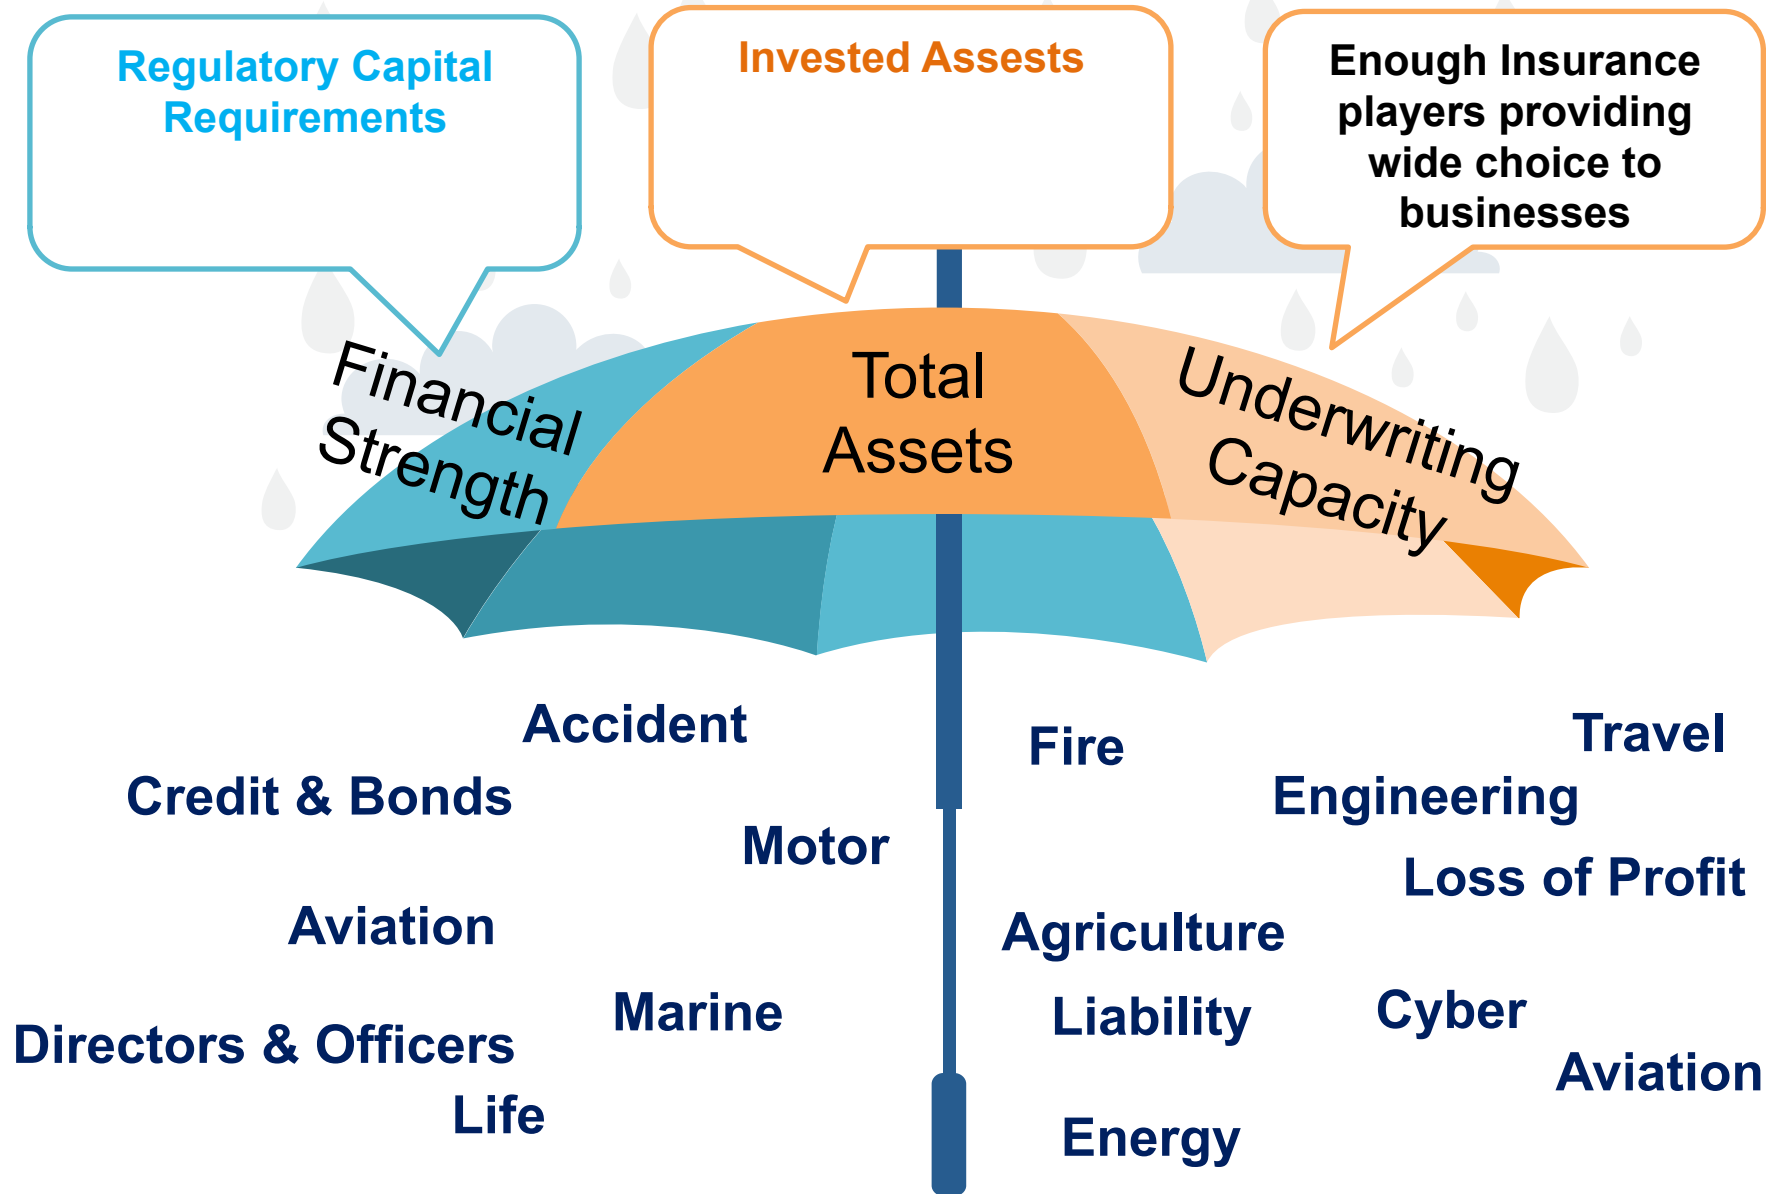 Regulatory Capital
Requirements
Invested Assests
Enough Insurance
players providing
wide choice to
businesses
Financial
Strength
Total
Assets
Underwriting
Capacity
Accident
Fire
Travel
Credit & Bonds
Engineering
Motor
Loss of Profit
Aviation
Agriculture
Marine
Liability
Cyber
Directors & Officers
Aviation
Life
Energy